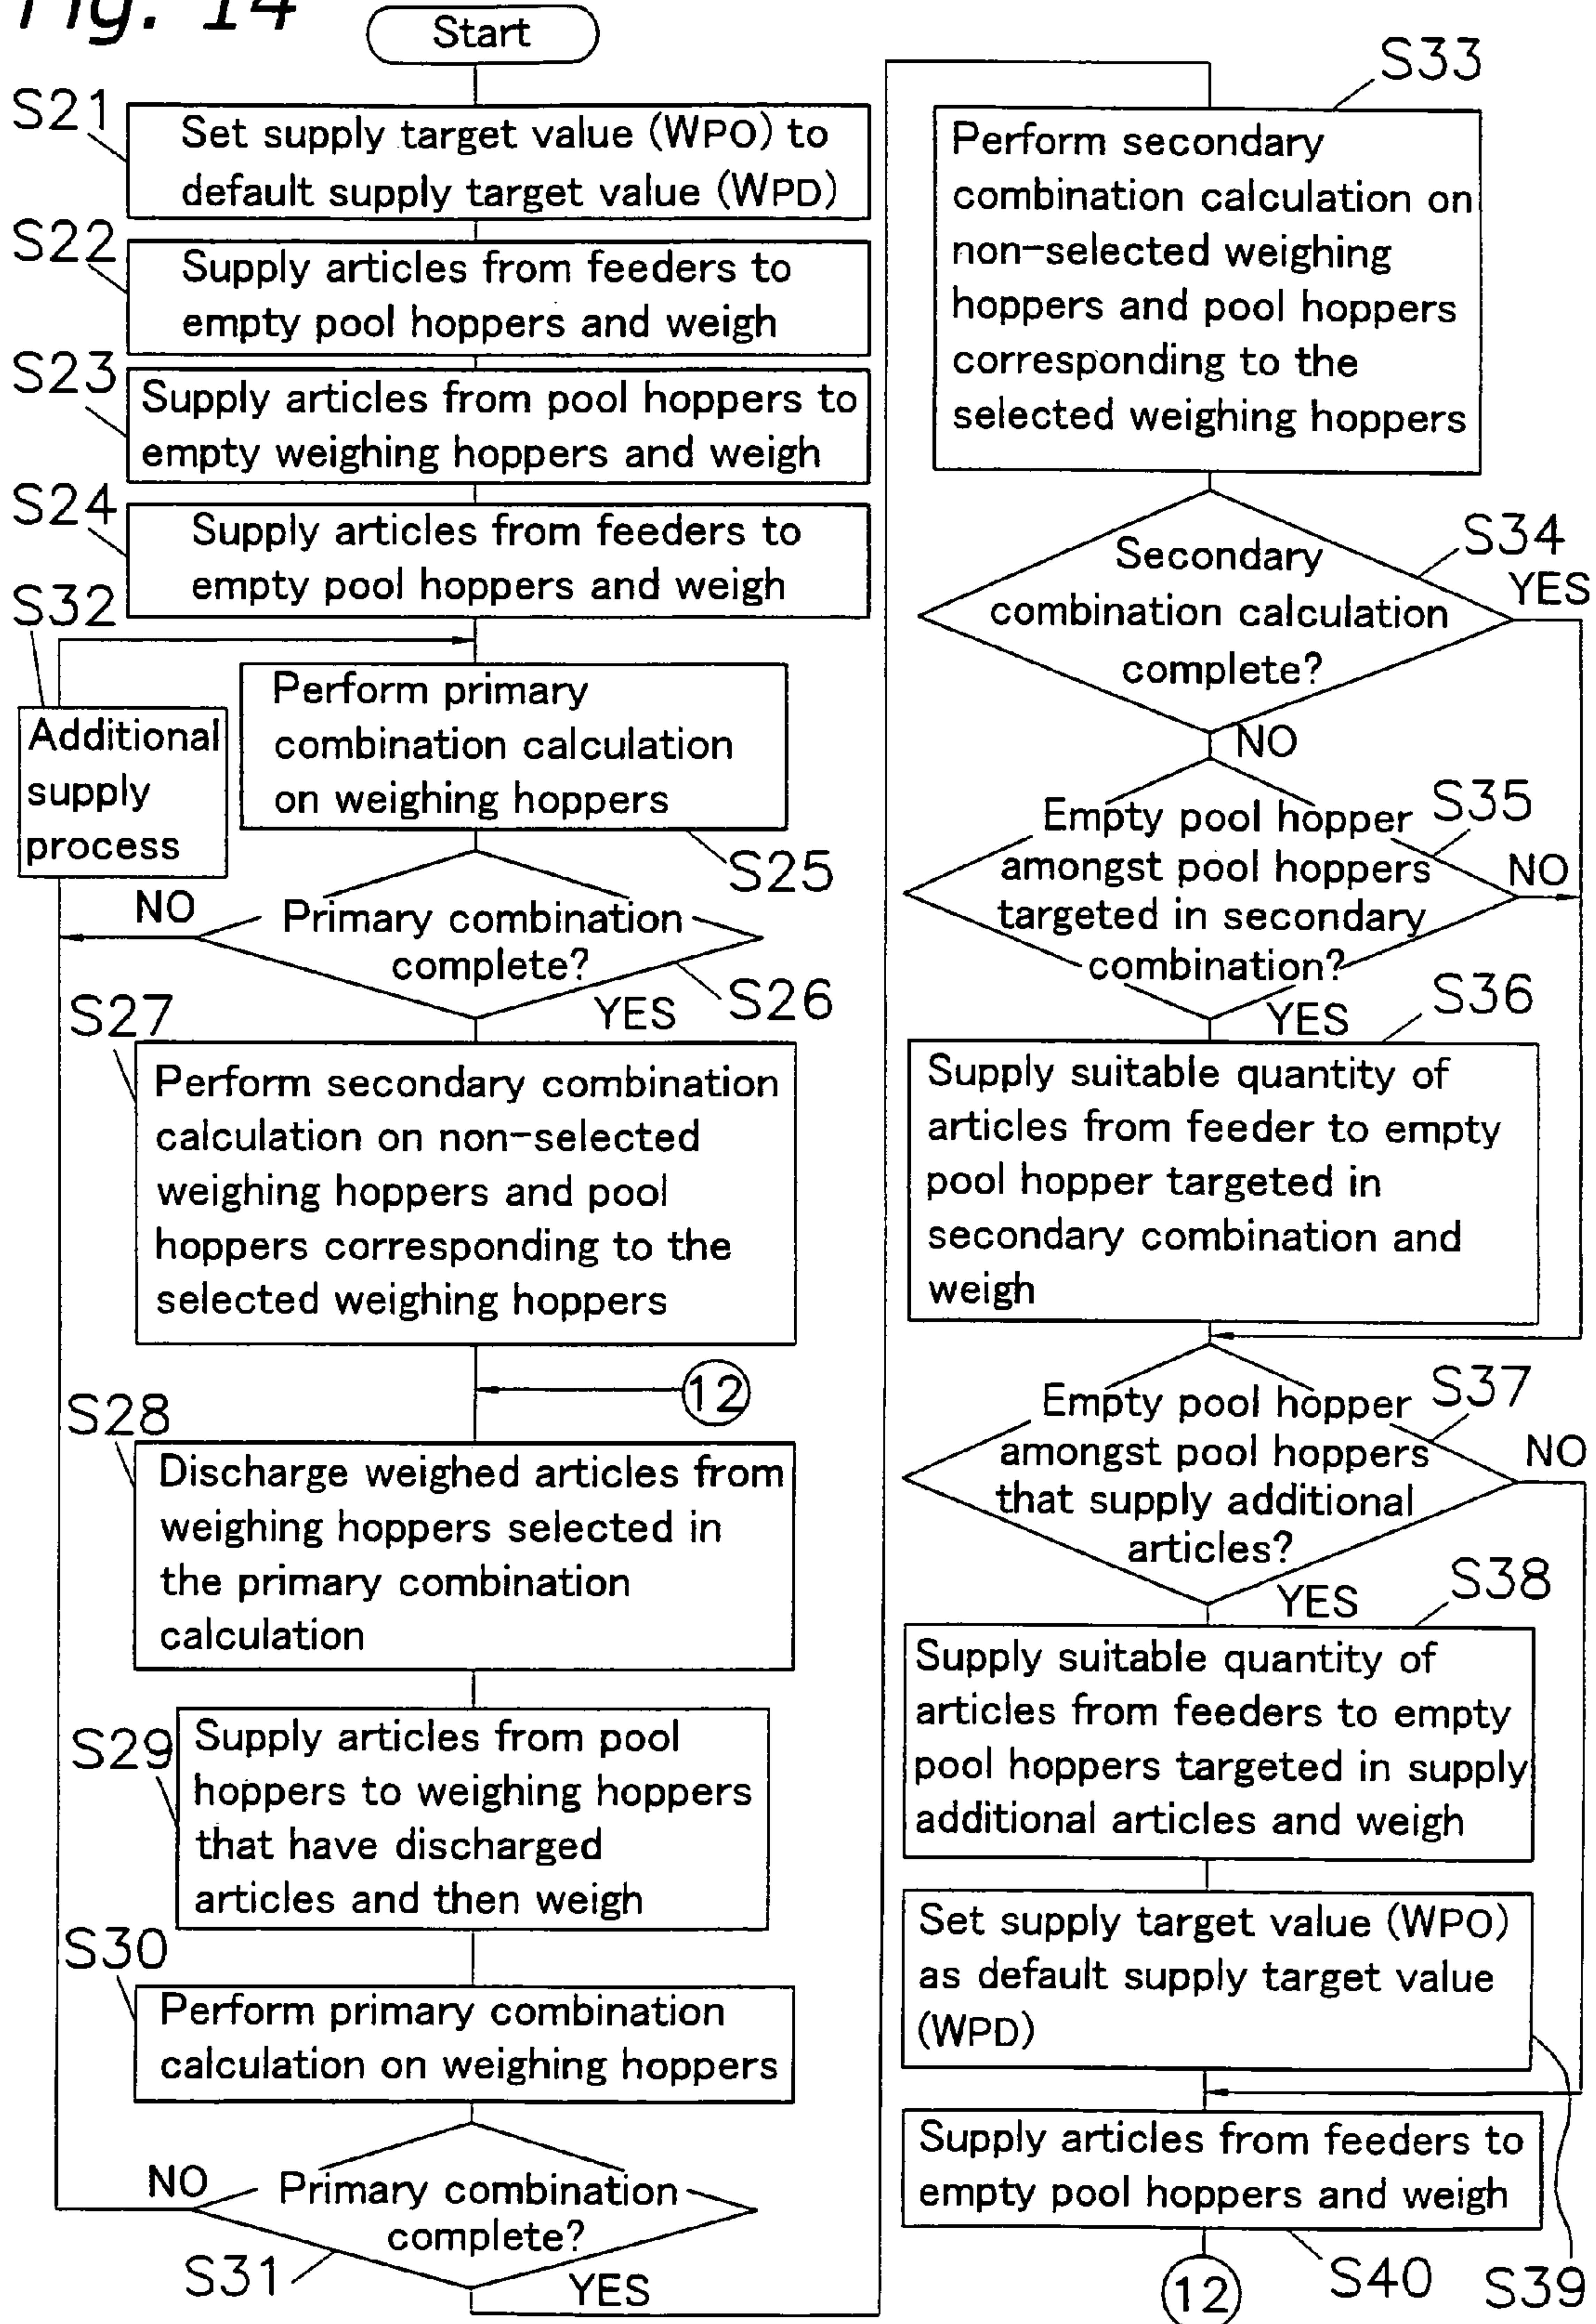 Fig. 14
Start
S21
Set supply target value (WPO) to
default supply target value (WPD)
S22
Supply articles from feeders to
empty pool hoppers and weigh
S23
Supply articles from pool hoppers to
empty weighing hoppers and weigh
S24
Supply articles from feeders to
empty pool hoppers and weigh
S32
Additional
supply
process
Perform primary
combination calculation
on weighing hoppers
S25
NO
Primary combination
complete?
S26
YES
S27
Perform secondary combination
calculation on non-selected
weighing hoppers and pool
hoppers corresponding to the
selected weighing hoppers
12
S28
Discharge weighed articles from
weighing hoppers selected in
the primary combination
calculation
S29
Supply articles from pool
hoppers to weighing hoppers
that have discharged
articles and then weigh
S30
Perform primary combination
calculation on weighing hoppers
NO
Primary combination
complete?
S31
YES
S33
Perform secondary
combination calculation on
non-selected weighing
hoppers and pool hoppers
corresponding to the
selected weighing hoppers
S34
Secondary
combination calculation
complete?
YES
NO
S35
Empty pool hopper
amongst pool hoppers
targeted in secondary
combination?
NO
YES
S36
Supply suitable quantity of
articles from feeder to empty
pool hopper targeted in
secondary combination and
weigh
S37
Empty pool hopper
amongst pool hoppers
that supply additional
articles?
NO
YES
S38
Supply suitable quantity of
articles from feeders to empty
pool hoppers targeted in supply
additional articles and weigh
Set supply target value (WPO)
as default supply target value
(WPD)
Supply articles from feeders to
empty pool hoppers and weigh
12
S40
S39